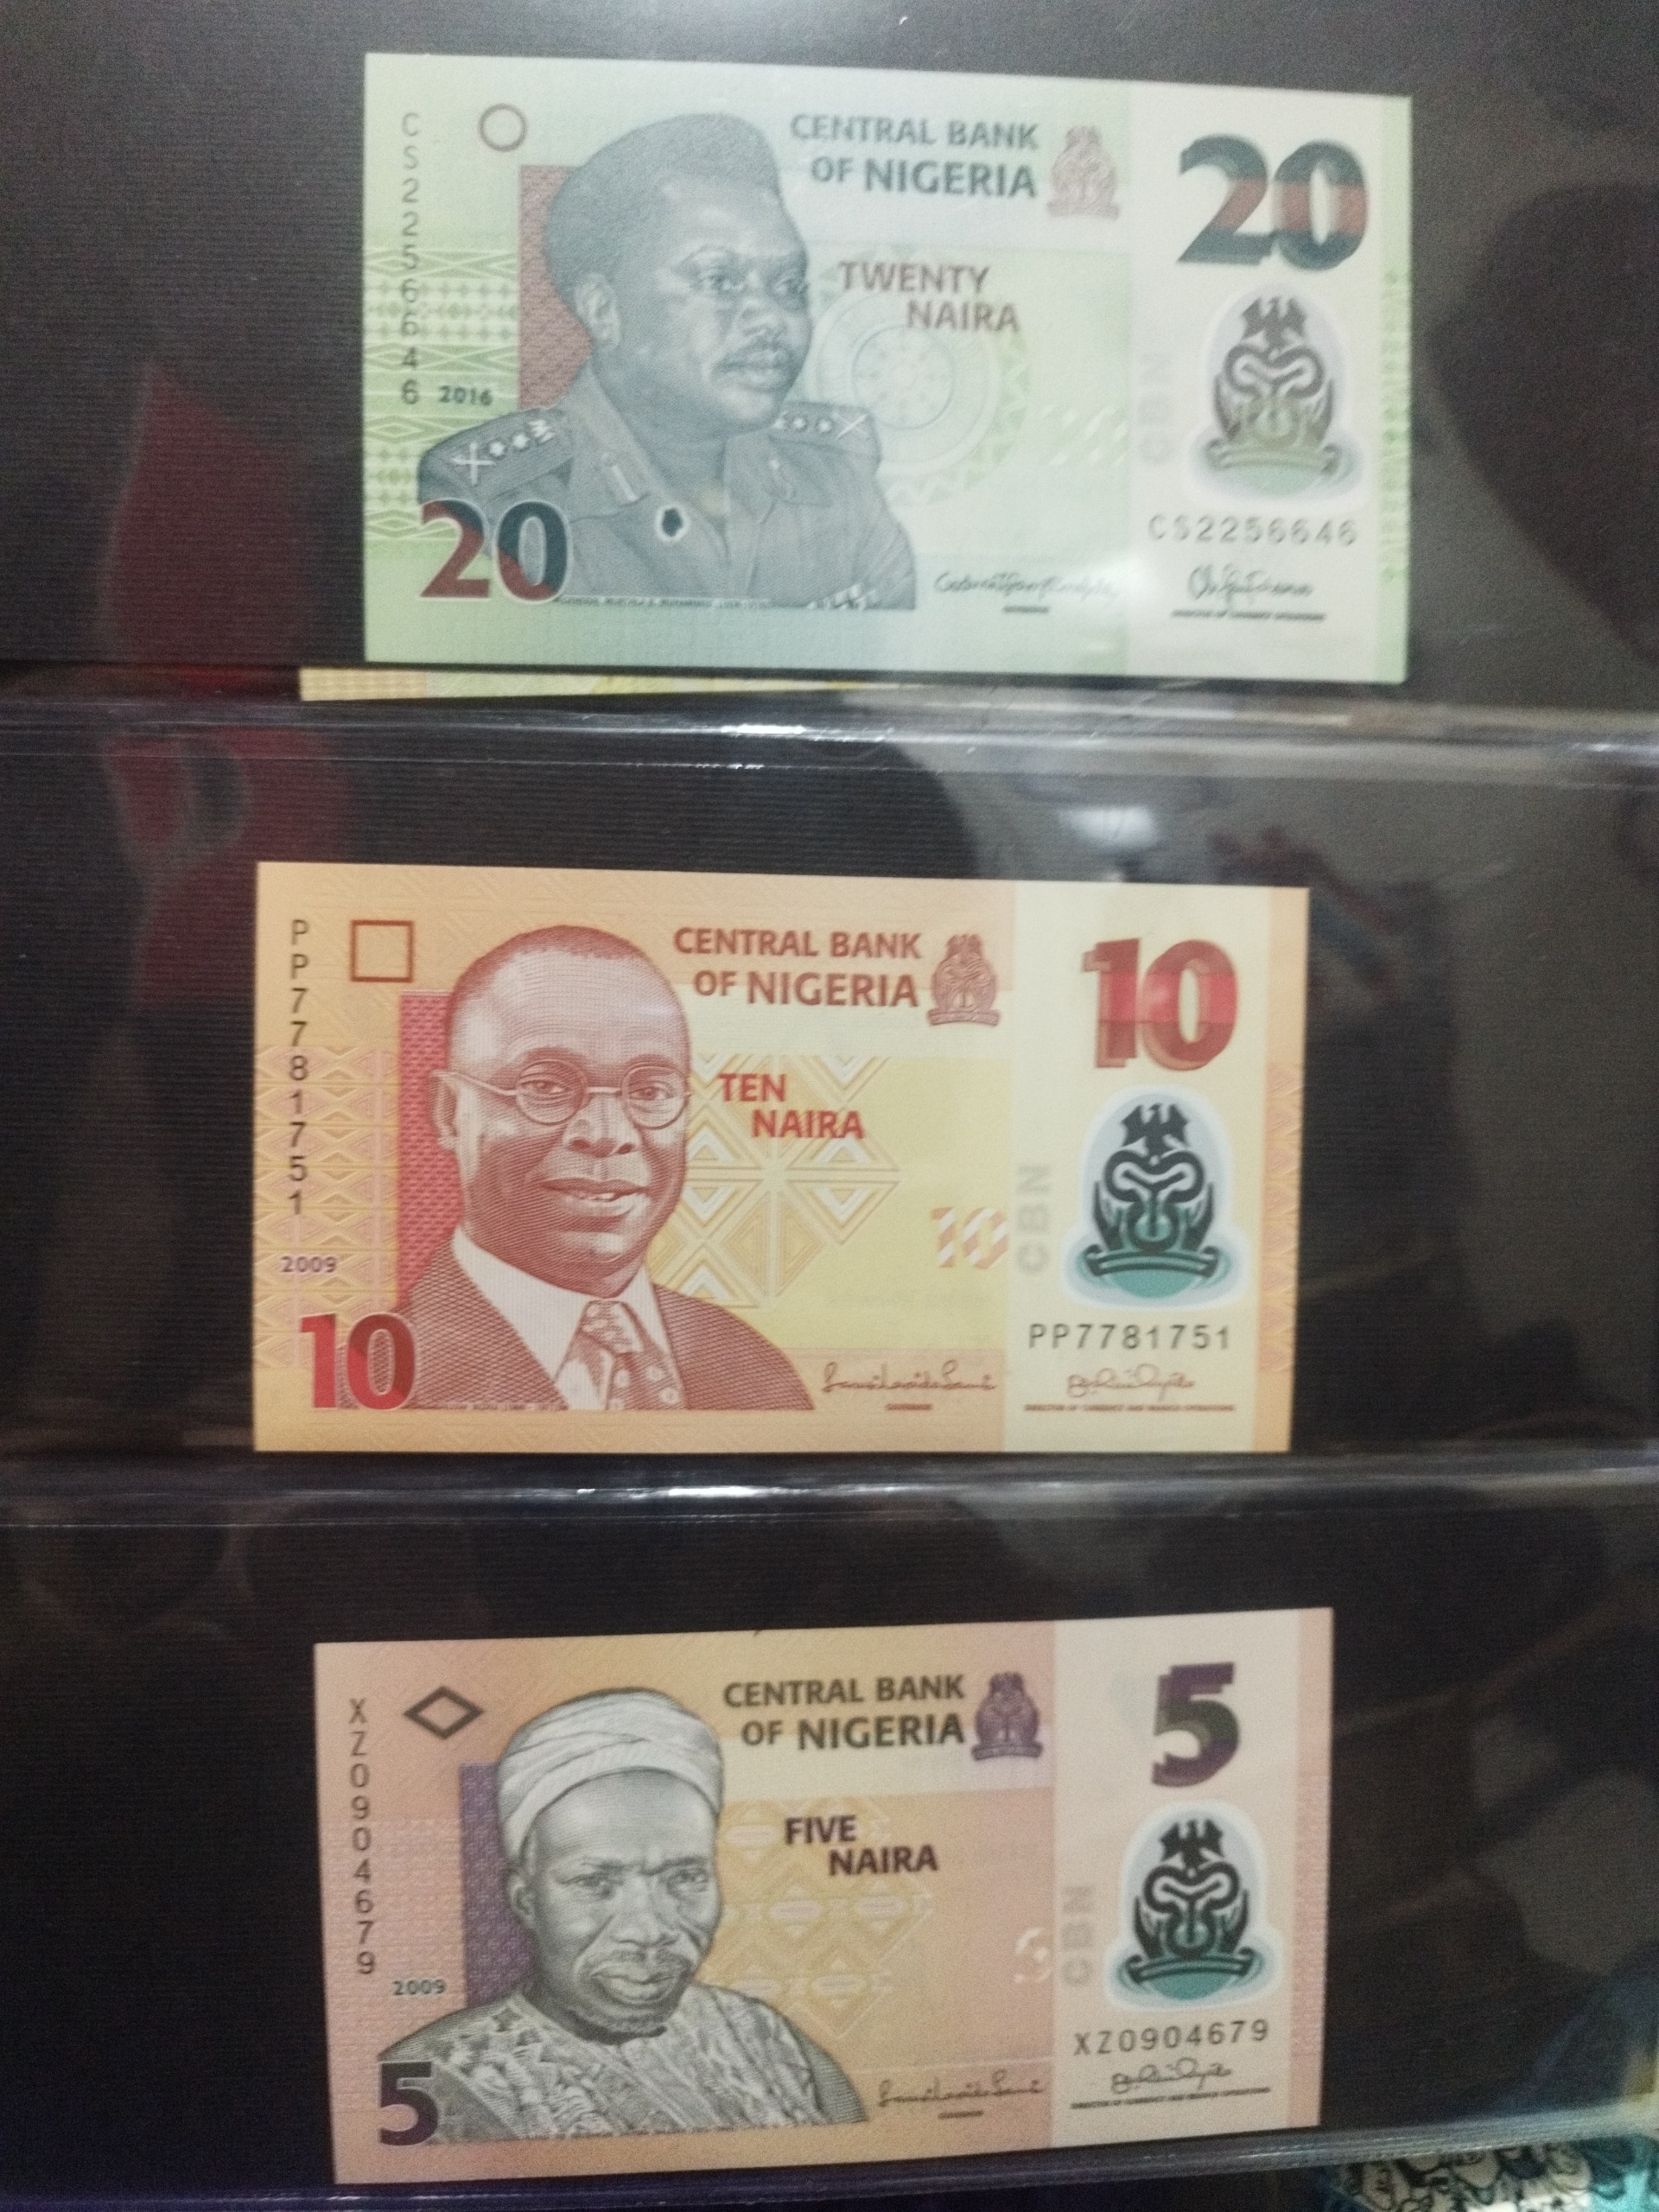 CS2256646
CENTRAL BANK
OF NIGERIA
20
TWENTY
NAIRA
2016
CBN
20
CS2256646
PP7781751
CENTRAL BANK
OF NIGERIA
10
TEN
NAIRA
10
CBN
2009
10
PP7781751
XZ0904679
CENTRAL BANK
OF NIGERIA
5
FIVE
NAIRA
5
CBN
2009
5
XZ0904679